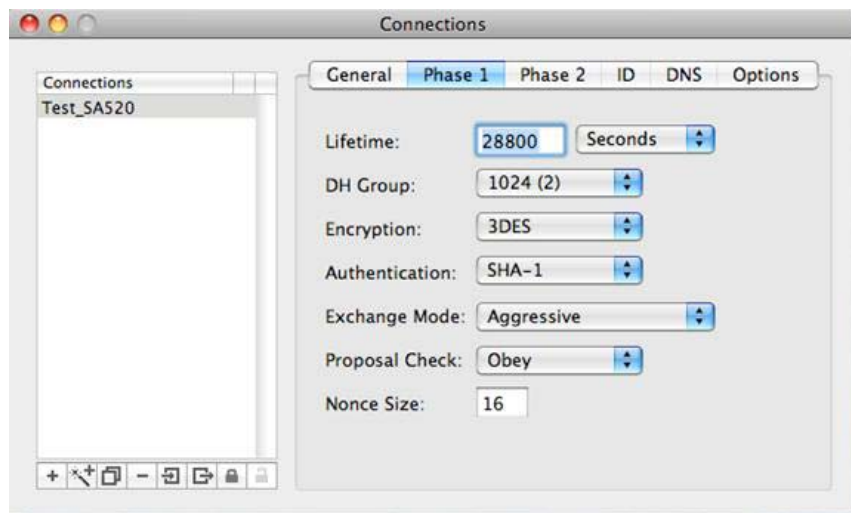 Connections
Connections
Test_SA520
General Phase 1 Phase 2 ID DNS Options
Lifetime: 28800 Seconds
DH Group: 1024 (2)
Encryption: 3DES
Authentication: SHA-1
Exchange Mode: Aggressive
Proposal Check: Obey
Nonce Size: 16